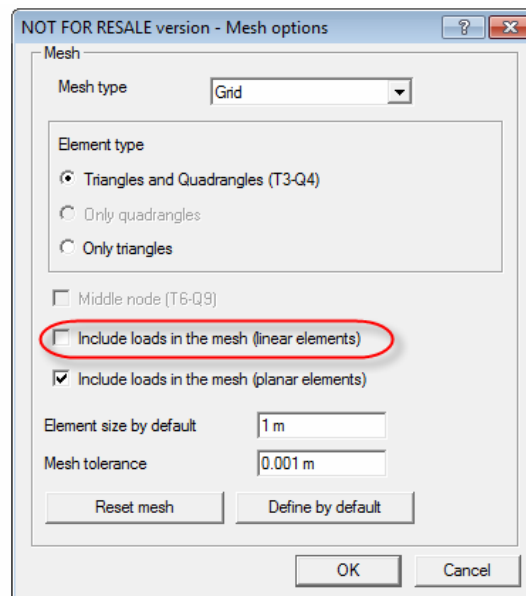 NOT FOR RESALE version - Mesh options
Mesh
Mesh type
Grid
Element type
Triangles and Quadrangles (T3-Q4)
Only quadrangles
Only triangles
Middle node (T6-Q9)
Include loads in the mesh (linear elements)
Include loads in the mesh (planar elements)
Element size by default 1 m
Mesh tolerance 0.001 m
Reset mesh Define by default
OK Cancel